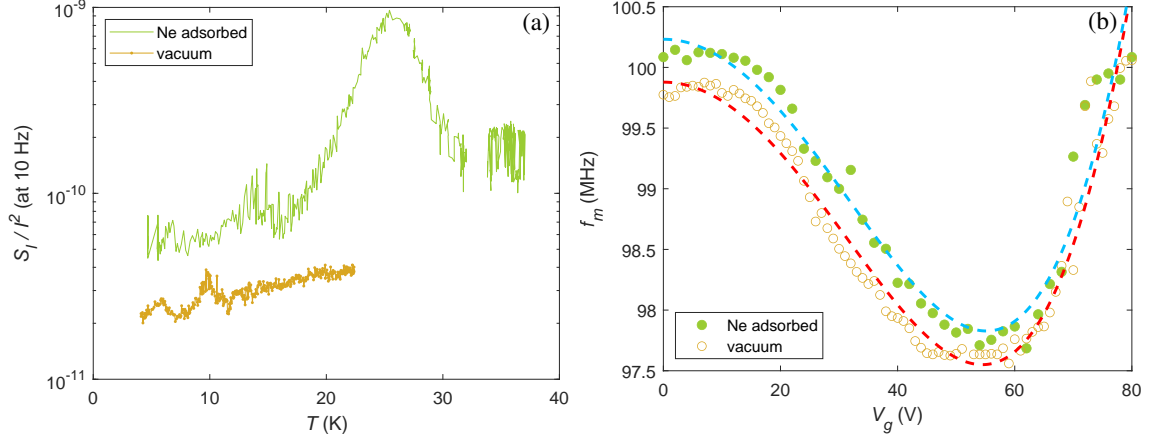 (a)
Ne adsorbed
vacuum
10⁻⁹
10⁻¹⁰
10⁻¹¹
S_I / I² (at 10 Hz)
0 10 20 30 40
T (K)
(b)
100.5
100
99.5
99
98.5
98
97.5
f_m (MHz)
Ne adsorbed
vacuum
0 20 40 60 80
V_g (V)